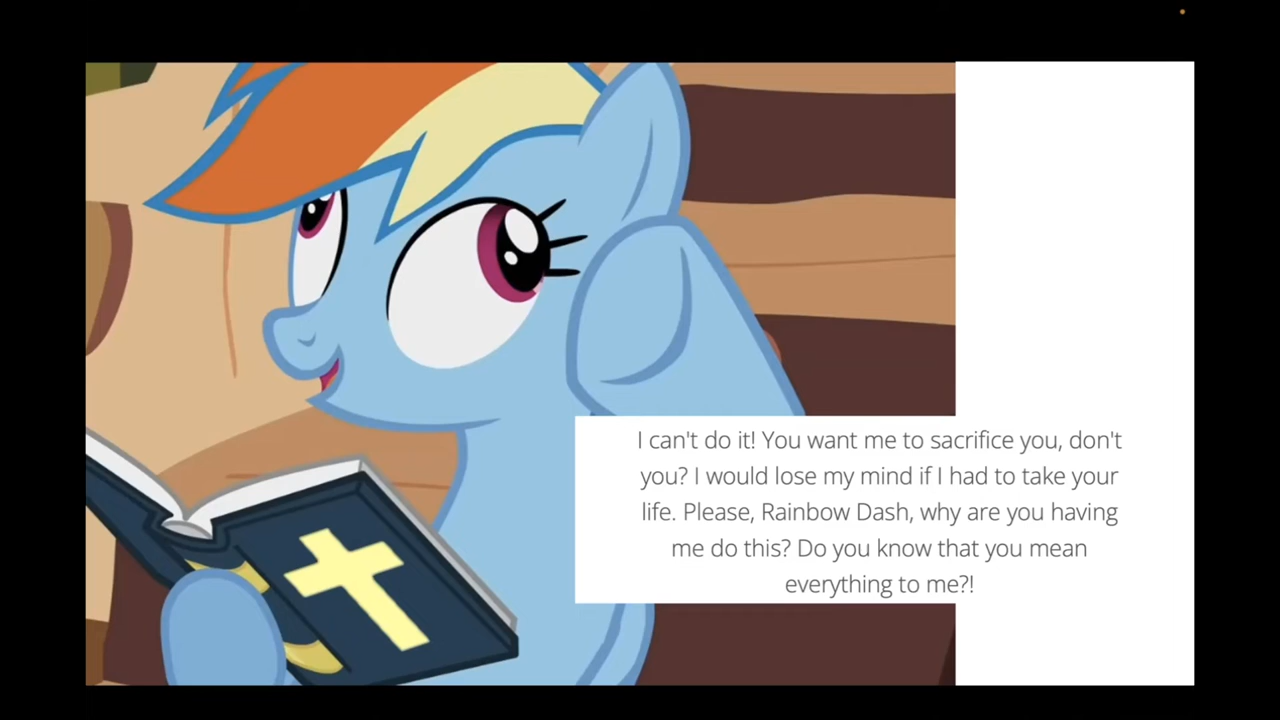 I can't do it! You want me to sacrifice you, don't
you? I would lose my mind if I had to take your
life. Please, Rainbow Dash, why are you having
me do this? Do you know that you mean
everything to me?!